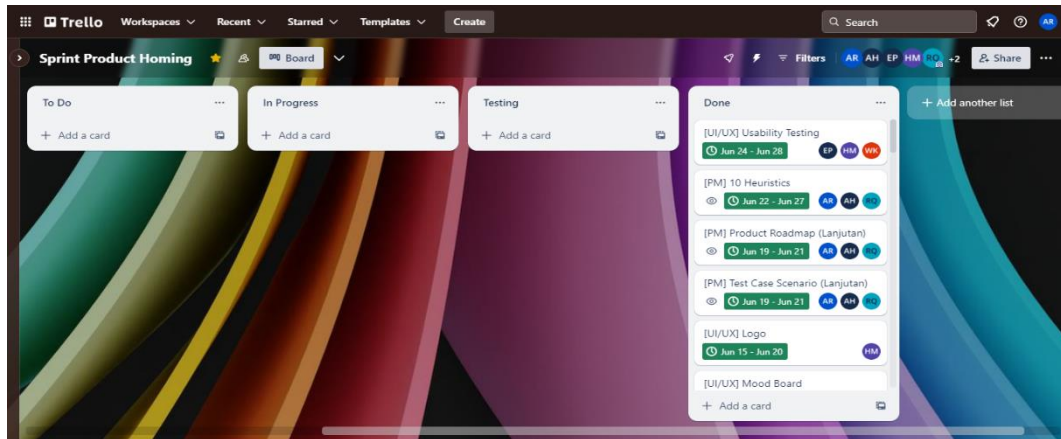 Trello Workspaces Recent Starred Templates Create Search AR
Sprint Product Homing Board Filters AR AH EP HM RQ +2 Share
To Do
+ Add a card
In Progress
+ Add a card
Testing
+ Add a card
Done
[UI/UX] Usability Testing
Jun 24 - Jun 28 EP HM WK
[PM] 10 Heuristics
Jun 22 - Jun 27 AR AH RQ
[PM] Product Roadmap (Lanjutan)
Jun 19 - Jun 21 AR AH RQ
[PM] Test Case Scenario (Lanjutan)
Jun 19 - Jun 21 AR AH RQ
[UI/UX] Logo
Jun 15 - Jun 20 HM
[UI/UX] Mood Board
+ Add a card
+ Add another list